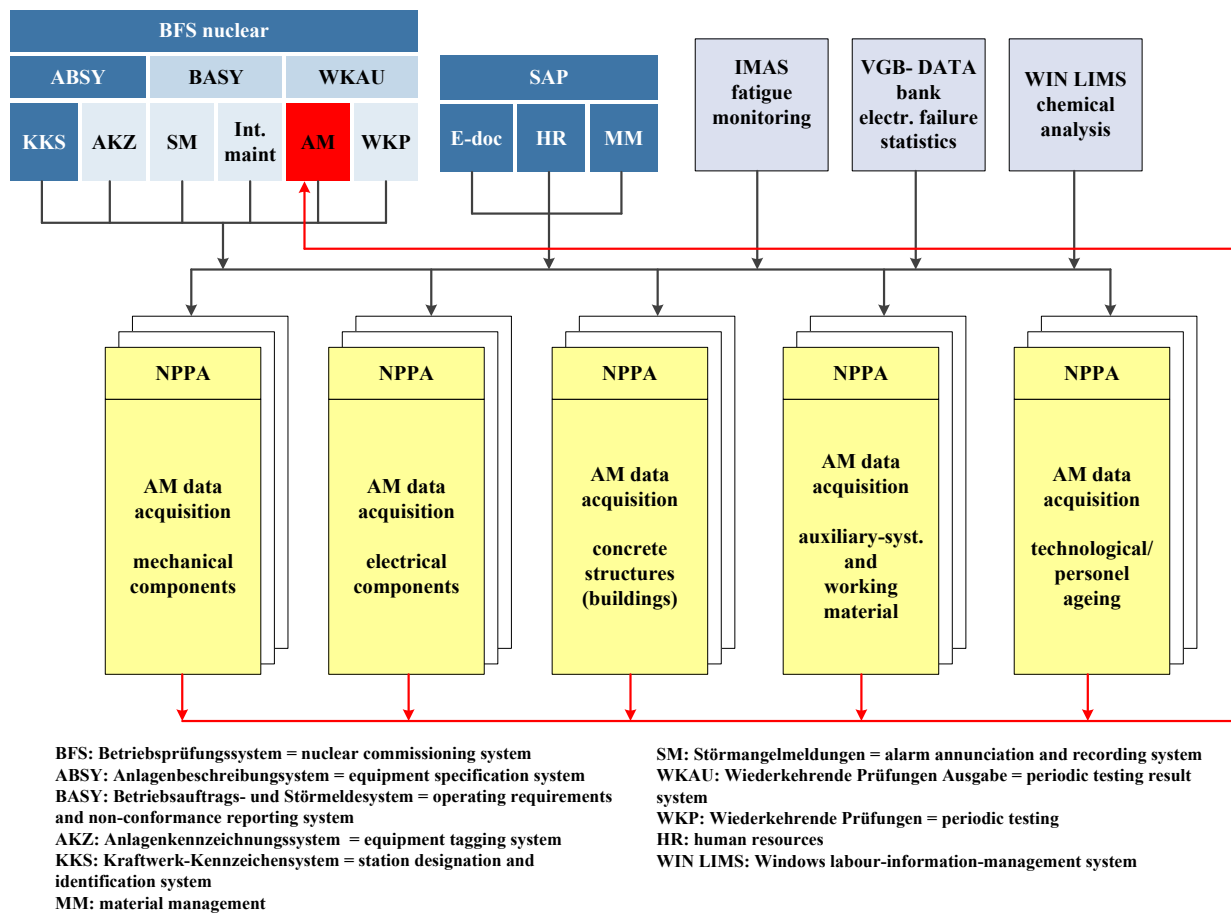 BFS nuclear
ABSY
BASY
WKAU
KKS
AKZ
SM
Int.
maint
AM
WKP
SAP
E-doc
HR
MM
IMAS
fatigue
monitoring
VGB- DATA
bank
electr. failure
statistics
WIN LIMS
chemical
analysis
NPPA
AM data
acquisition
mechanical
components
NPPA
AM data
acquisition
electrical
components
NPPA
AM data
acquisition
concrete
structures
(buildings)
NPPA
AM data
acquisition
auxiliary-syst.
and
working
material
NPPA
AM data
acquisition
technological/
personel
ageing
BFS: Betriebsprüfungssystem = nuclear commissioning system
ABSY: Anlagenbeschreibungsystem = equipment specification system
BASY: Betriebsauftrags- und Störmeldesystem = operating requirements
and non-conformance reporting system
AKZ: Anlagenkennzeichnungssystem = equipment tagging system
KKS: Kraftwerk-Kennzeichensystem = station designation and
identification system
MM: material management
SM: Störmangelmeldungen = alarm annunciation and recording system
WKAU: Wiederkehrende Prüfungen Ausgabe = periodic testing result
system
WKP: Wiederkehrende Prüfungen = periodic testing
HR: human resources
WIN LIMS: Windows labour-information-management system